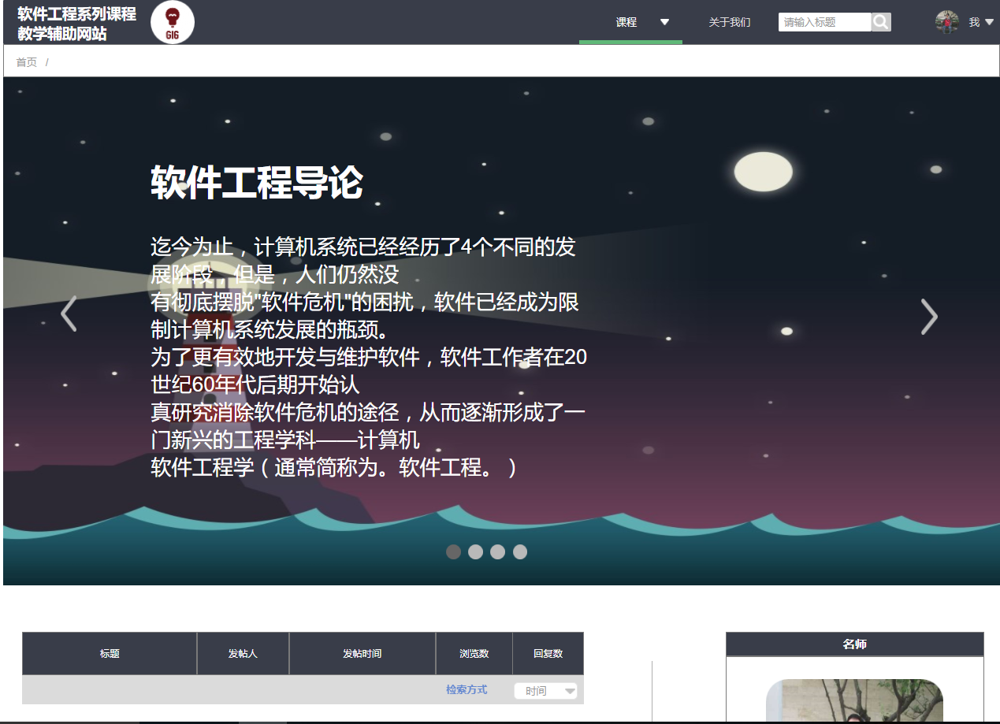 软件工程系列课程
教学辅助网站
G16
课程
关于我们
请输入标题
我
首页 /
软件工程导论
迄今为止，计算机系统已经经历了4个不同的发
展阶段，但是，人们仍然没
有彻底摆脱"软件危机"的困扰，软件已经成为限
制计算机系统发展的瓶颈。
为了更有效地开发与维护软件，软件工作者在20
世纪60年代后期开始认
真研究消除软件危机的途径，从而逐渐形成了一
门新兴的工程学科——计算机
软件工程学（通常简称为。软件工程。）
标题 发帖人 发帖时间 浏览数 回复数
检索方式 时间
名师